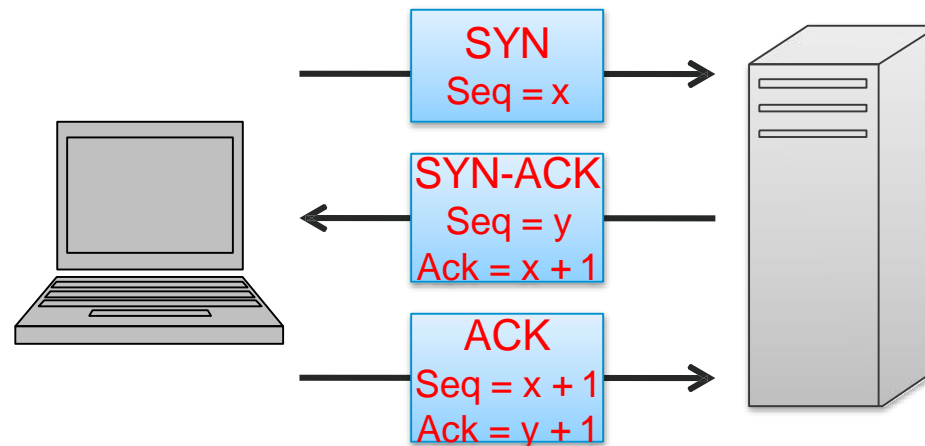 SYN
Seq = x
SYN-ACK
Seq = y
Ack = x + 1
ACK
Seq = x + 1
Ack = y + 1